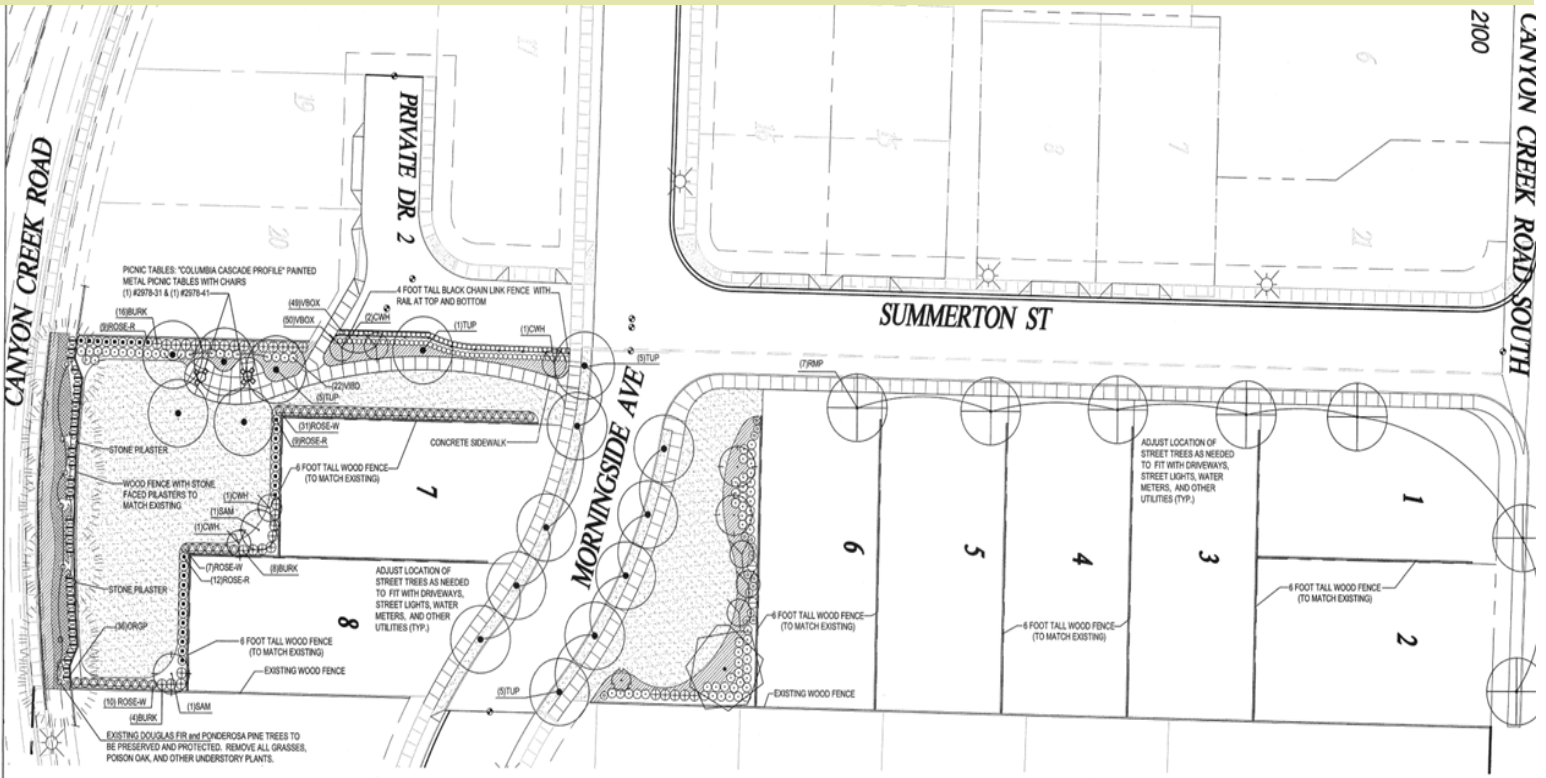 CANYON CREEK ROAD
PRIVATE DR. 2
MORNINGSIDE AVE
SUMMERTON ST
CANYON CREEK ROAD SOUTH
2100
17
19
20
15
15
8
7
6
21
PICNIC TABLES: "COLUMBIA CASCADE PROFILE" PAINTED
METAL PICNIC TABLES WITH CHAIRS
(1) #2978-31 & (1) #2978-41
(16)BURK
(9)ROSE-R
(49)VBOX
(50)VBOX
(2)CWH
4 FOOT TALL BLACK CHAIN LINK FENCE WITH
RAIL AT TOP AND BOTTOM
(1)TUP
(1)CWH
(5)TUP
(7)RMP
(22)VIBD
(5)TUP
(31)ROSE-W
(9)ROSE-R
CONCRETE SIDEWALK
STONE PILASTER
6 FOOT TALL WOOD FENCE
(TO MATCH EXISTING)
WOOD FENCE WITH STONE
FACED PILASTERS TO
MATCH EXISTING
(1)CWH
(1)SAM
(1)CWH
7
(8)BURK
(7)ROSE-W
(12)ROSE-R
ADJUST LOCATION OF
STREET TREES AS NEEDED
TO FIT WITH DRIVEWAYS,
STREET LIGHTS, WATER
METERS, AND OTHER
UTILITIES (TYP.)
STONE PILASTER
(36)ORGP
8
6 FOOT TALL WOOD FENCE
(TO MATCH EXISTING)
EXISTING WOOD FENCE
(10) ROSE-W
(4)BURK
(1)SAM
(5)TUP
EXISTING DOUGLAS FIR and PONDEROSA PINE TREES TO
BE PRESERVED AND PROTECTED. REMOVE ALL GRASSES,
POISON OAK, AND OTHER UNDERSTORY PLANTS.
ADJUST LOCATION OF
STREET TREES AS NEEDED
TO FIT WITH DRIVEWAYS,
STREET LIGHTS, WATER
METERS, AND OTHER
UTILITIES (TYP.)
1
6
5
4
3
2
6 FOOT TALL WOOD FENCE
(TO MATCH EXISTING)
6 FOOT TALL WOOD FENCE
(TO MATCH EXISTING)
6 FOOT TALL WOOD FENCE
(TO MATCH EXISTING)
EXISTING WOOD FENCE